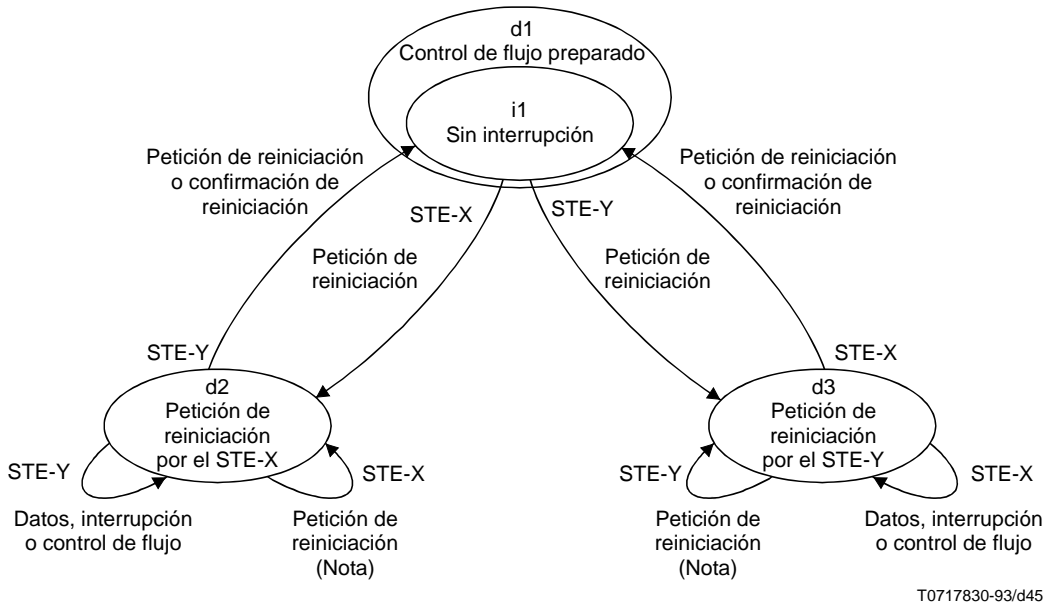 d1
Control de flujo preparado
i1
Sin interrupción
Petición de reiniciación
o confirmación de
reiniciación
Petición de reiniciación
o confirmación de
reiniciación
STE-X
STE-Y
Petición de
reiniciación
Petición de
reiniciación
STE-Y
STE-X
d2
Petición de
reiniciación
por el STE-X
d3
Petición de
reiniciación
por el STE-Y
STE-Y
STE-X
STE-Y
STE-X
Datos, interrupción
o control de flujo
Petición de
reiniciación
(Nota)
Petición de
reiniciación
(Nota)
Datos, interrupción
o control de flujo
T0717830-93/d45